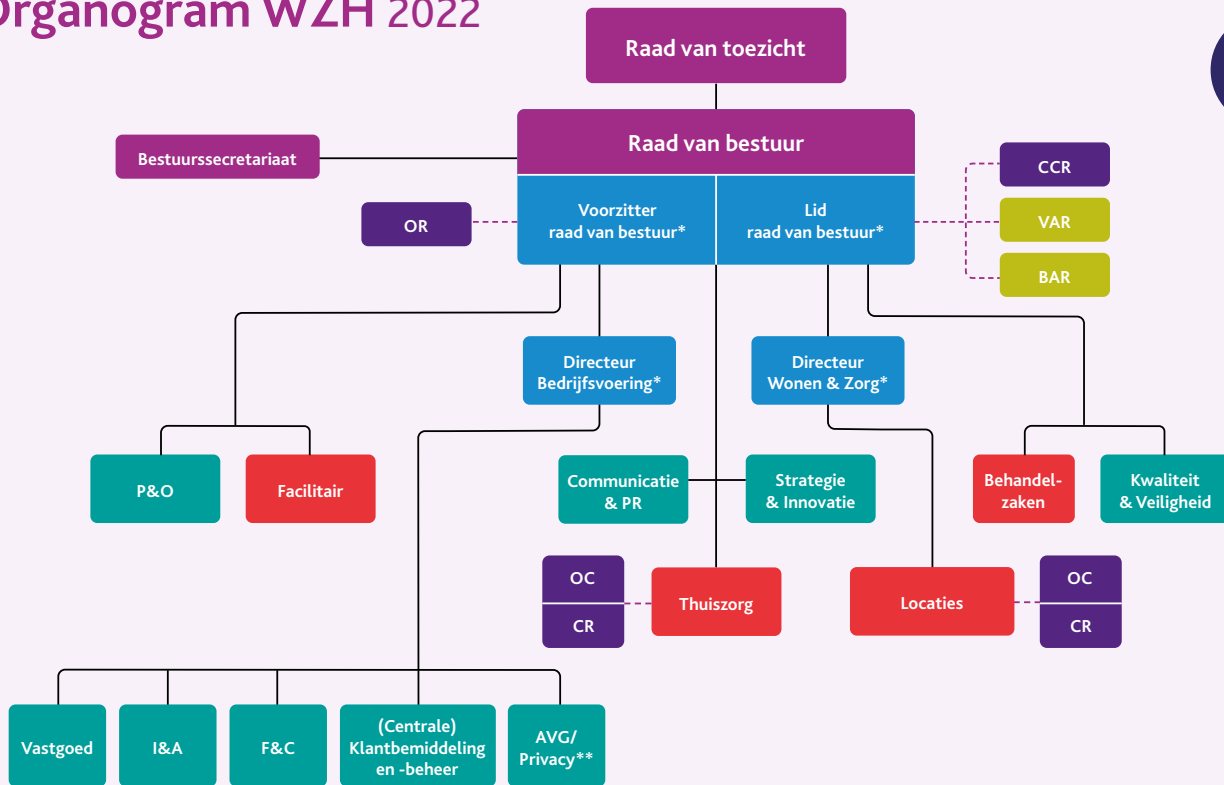 Organogram WZH 2022
Raad van toezicht
Raad van bestuur
Bestuurssecretariaat
CCR
Voorzitter
raad van bestuur*
Lid
raad van bestuur*
OR
VAR
BAR
Directeur
Bedrijfsvoering*
Directeur
Wonen & Zorg*
P&O
Facilitair
Communicatie
& PR
Strategie
& Innovatie
Behandel-
zaken
Kwaliteit
& Veiligheid
OC
CR
Thuiszorg
Locaties
OC
CR
Vastgoed
I&A
F&C
(Centrale)
Klantbemiddeling
en -beheer
AVG/
Privacy**